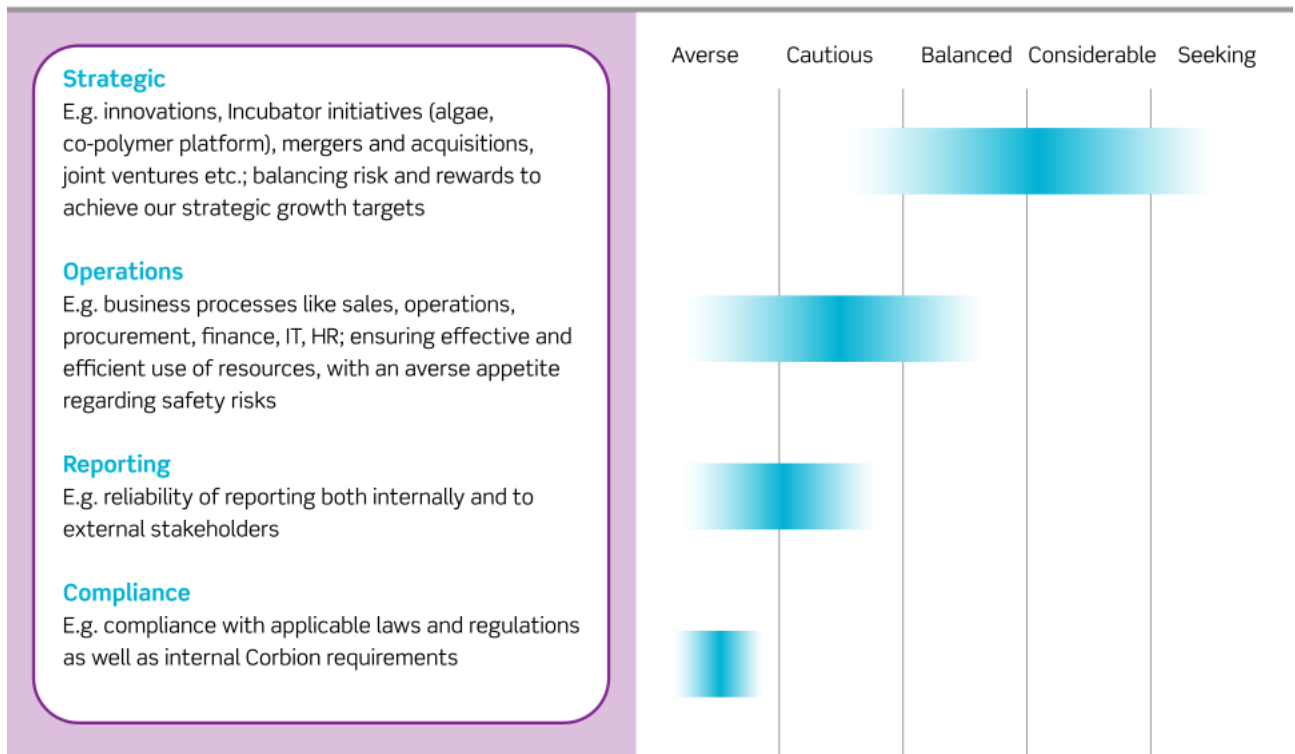 Averse Cautious Balanced Considerable Seeking
Strategic
E.g. innovations, Incubator initiatives (algae,
co-polymer platform), mergers and acquisitions,
joint ventures etc.; balancing risk and rewards to
achieve our strategic growth targets
Operations
E.g. business processes like sales, operations,
procurement, finance, IT, HR; ensuring effective and
efficient use of resources, with an averse appetite
regarding safety risks
Reporting
E.g. reliability of reporting both internally and to
external stakeholders
Compliance
E.g. compliance with applicable laws and regulations
as well as internal Corbion requirements